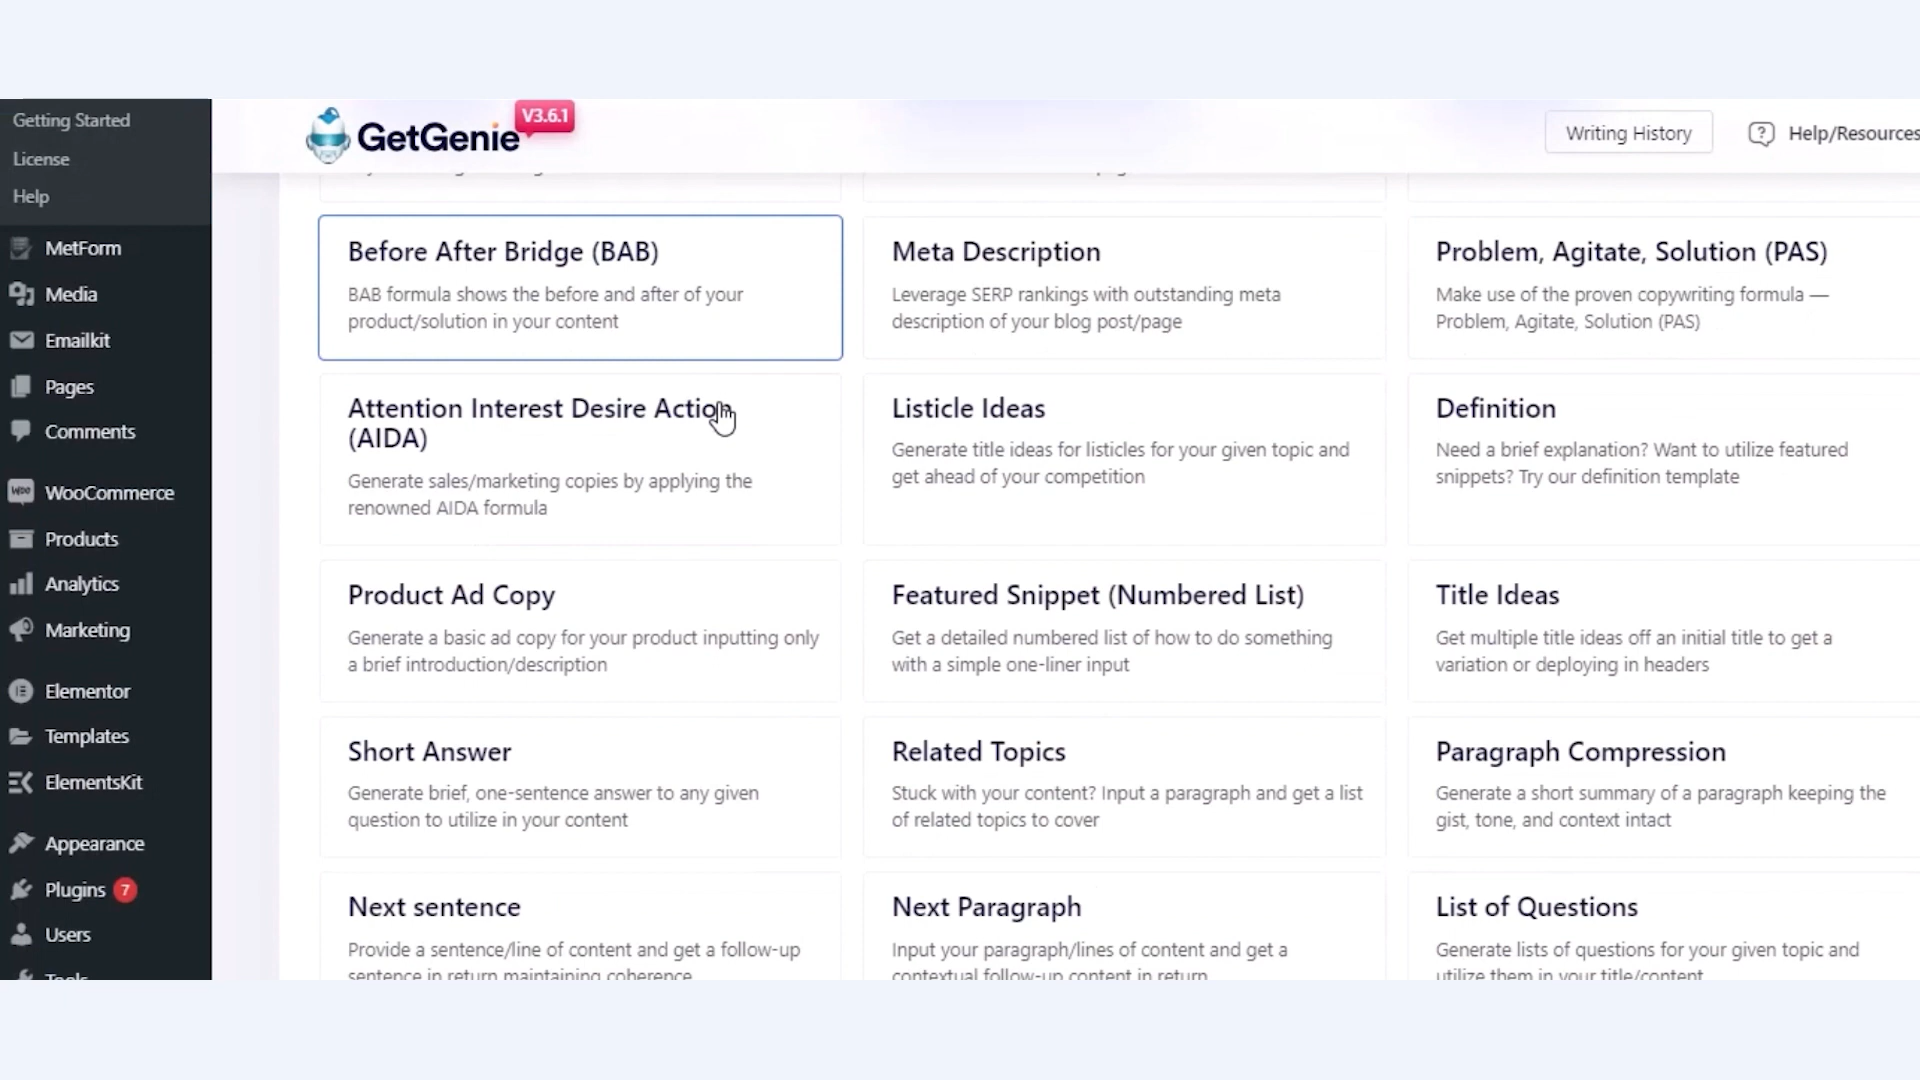 Getting Started
License
Help
MetForm
Media
Emailkit
Pages
Comments
WooCommerce
Products
Analytics
Marketing
Elementor
Templates
ElementsKit
Appearance
Plugins 7
Users
Tools
GetGenie
V3.6.1
Writing History
Help/Resources
Before After Bridge (BAB)
BAB formula shows the before and after of your
product/solution in your content
Meta Description
Leverage SERP rankings with outstanding meta
description of your blog post/page
Problem, Agitate, Solution (PAS)
Make use of the proven copywriting formula —
Problem, Agitate, Solution (PAS)
Attention Interest Desire Action
(AIDA)
Generate sales/marketing copies by applying the
renowned AIDA formula
Listicle Ideas
Generate title ideas for listicles for your given topic and
get ahead of your competition
Definition
Need a brief explanation? Want to utilize featured
snippets? Try our definition template
Product Ad Copy
Generate a basic ad copy for your product inputting only
a brief introduction/description
Featured Snippet (Numbered List)
Get a detailed numbered list of how to do something
with a simple one-liner input
Title Ideas
Get multiple title ideas off an initial title to get a
variation or deploying in headers
Short Answer
Generate brief, one-sentence answer to any given
question to utilize in your content
Related Topics
Stuck with your content? Input a paragraph and get a list
of related topics to cover
Paragraph Compression
Generate a short summary of a paragraph keeping the
gist, tone, and context intact
Next sentence
Provide a sentence/line of content and get a follow-up
sentence in return maintaining coherence
Next Paragraph
Input your paragraph/lines of content and get a
contextual follow-up content in return
List of Questions
Generate lists of questions for your given topic and
utilize them in your title/content